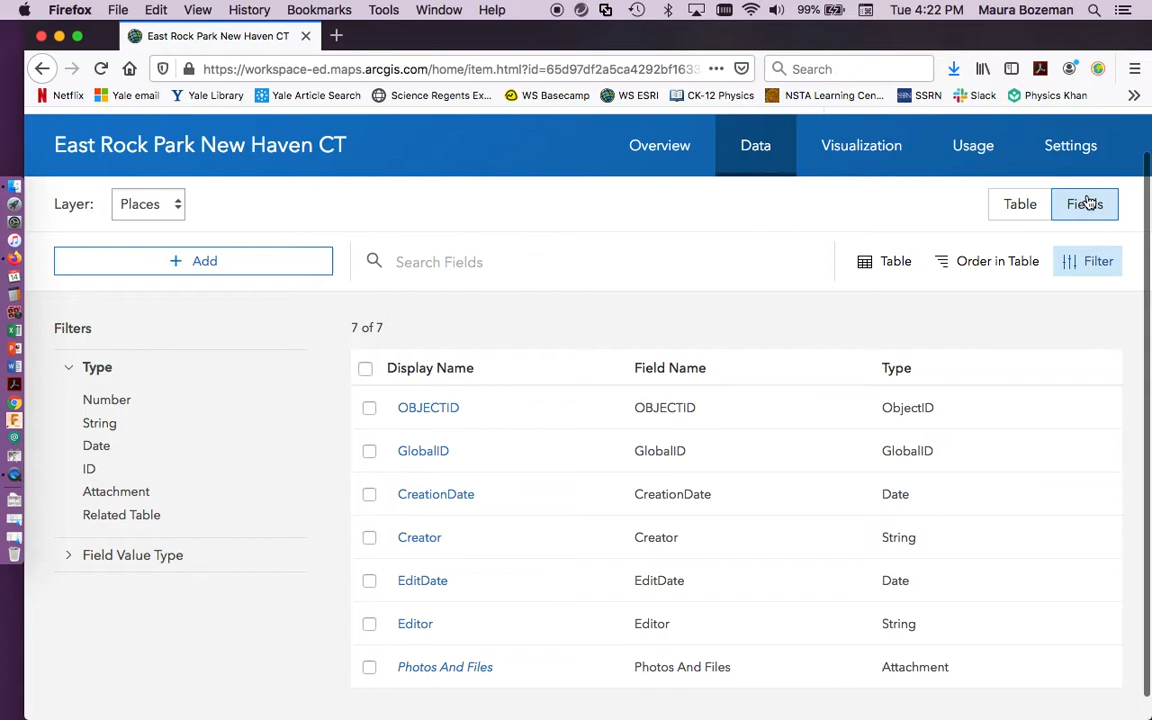 Firefox File Edit View History Bookmarks Tools Window Help 99% Tue 4:22 PM Maura Bozeman
East Rock Park New Haven CT
https://workspace-ed.maps.arcgis.com/home/item.html?id=65d97df2a5ca4292bf1633 Search
Netflix Yale email Yale Library Yale Article Search Science Regents Ex... WS Basecamp WS ESRI CK-12 Physics NSTA Learning Cen... SSRN Slack Physics Khan
East Rock Park New Haven CT Overview Data Visualization Usage Settings
Layer: Places Table Fields
+ Add Search Fields Table Order in Table Filter
Filters 7 of 7
Type Display Name Field Name Type
Number OBJECTID OBJECTID ObjectID
String GlobalID GlobalID GlobalID
Date CreationDate CreationDate Date
ID Creator Creator String
Attachment EditDate EditDate Date
Related Table Editor Editor String
Field Value Type Photos And Files Photos And Files Attachment